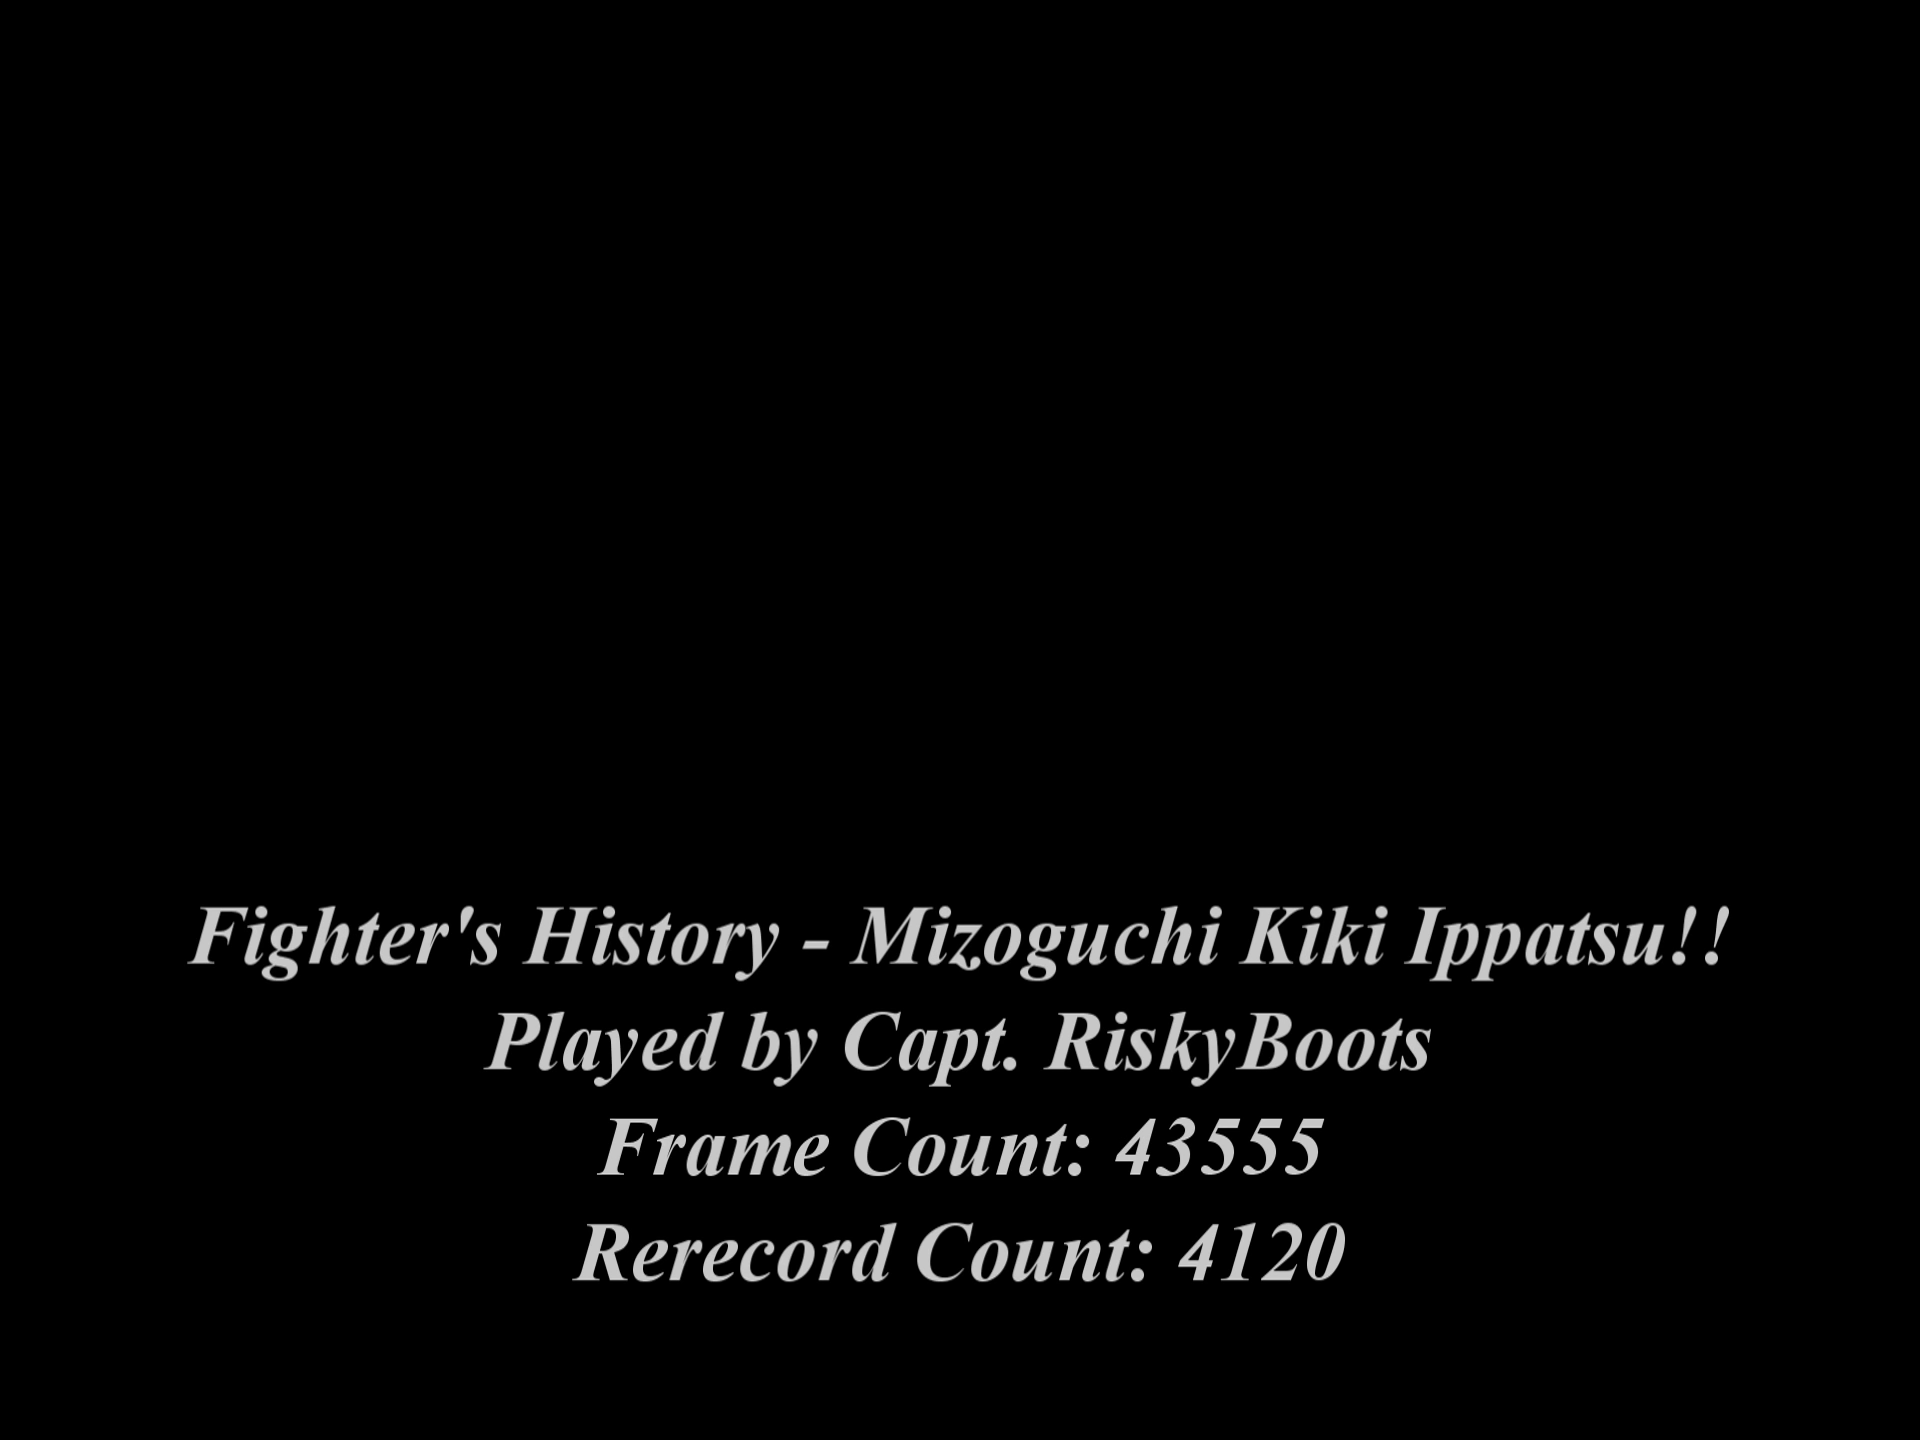 Fighter's History - Mizoguchi Kiki Ippatsu!!
Played by Capt. RiskyBoots
Frame Count: 43555
Rerecord Count: 4120